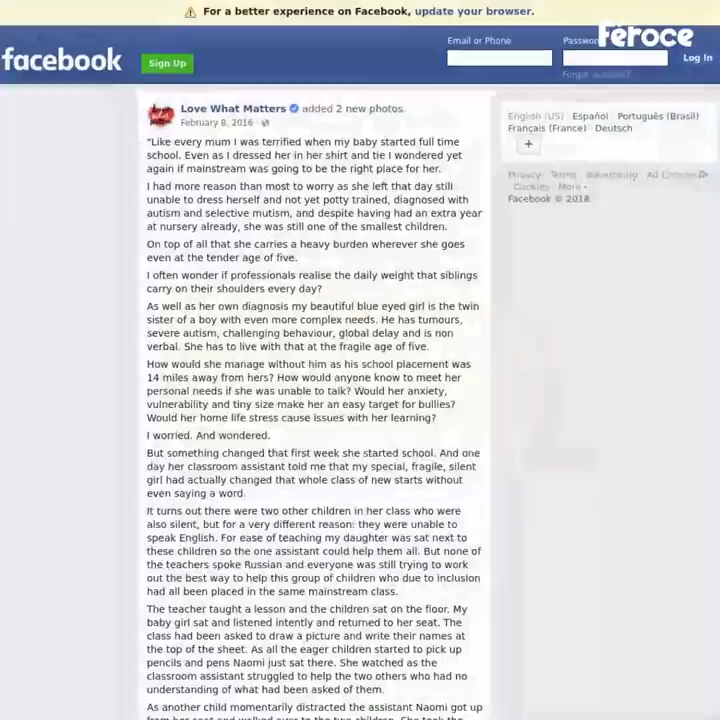 For a better experience on Facebook, update your browser.
Féroce
Email or Phone
facebook
Sign Up
Log In
Love What Matters added 2 new photos.
February 8, 2016 ·
English (US) · Español · Português (Brasil) ·
Français (France) · Deutsch
+
Privacy · Terms · Advertising · Ad Choices
Cookies · More
Facebook © 2018
"Like every mum I was terrified when my baby started full time
school. Even as I dressed her in her shirt and tie I wondered yet
again if mainstream was going to be the right place for her.
I had more reason than most to worry as she left that day still
unable to dress herself and not yet potty trained, diagnosed with
autism and selective mutism, and despite having had an extra year
at nursery already, she was still one of the smallest children.
On top of all that she carries a heavy burden wherever she goes
even at the tender age of five.
I often wonder if professionals realise the daily weight that siblings
carry on their shoulders every day?
As well as her own diagnosis my beautiful blue eyed girl is the twin
sister of a boy with even more complex needs. He has tumours,
severe autism, challenging behaviour, global delay and is non
verbal. She has to live with that at the fragile age of five.
How would she manage without him as his school placement was
14 miles away from hers? How would anyone know to meet her
personal needs if she was unable to talk? Would her anxiety,
vulnerability and tiny size make her an easy target for bullies?
Would her home life stress cause issues with her learning?
I worried. And wondered.
But something changed that first week she started school. And one
day her classroom assistant told me that my special, fragile, silent
girl had actually changed that whole class of new starts without
even saying a word.
It turns out there were two other children in her class who were
also silent, but for a very different reason: they were unable to
speak English. For ease of teaching my daughter was sat next to
these children so the one assistant could help them all. But none of
the teachers spoke Russian and everyone was still trying to work
out the best way to help this group of children who due to inclusion
had all been placed in the same mainstream class.
The teacher taught a lesson and the children sat on the floor. My
baby girl sat and listened intently and returned to her seat. The
class had been asked to draw a picture and write their names at
the top of the sheet. As all the eager children started to pick up
pencils and pens Naomi just sat there. She watched as the
classroom assistant struggled to help the two others who had no
understanding of what had been asked of them.
As another child momentarily distracted the assistant Naomi got up